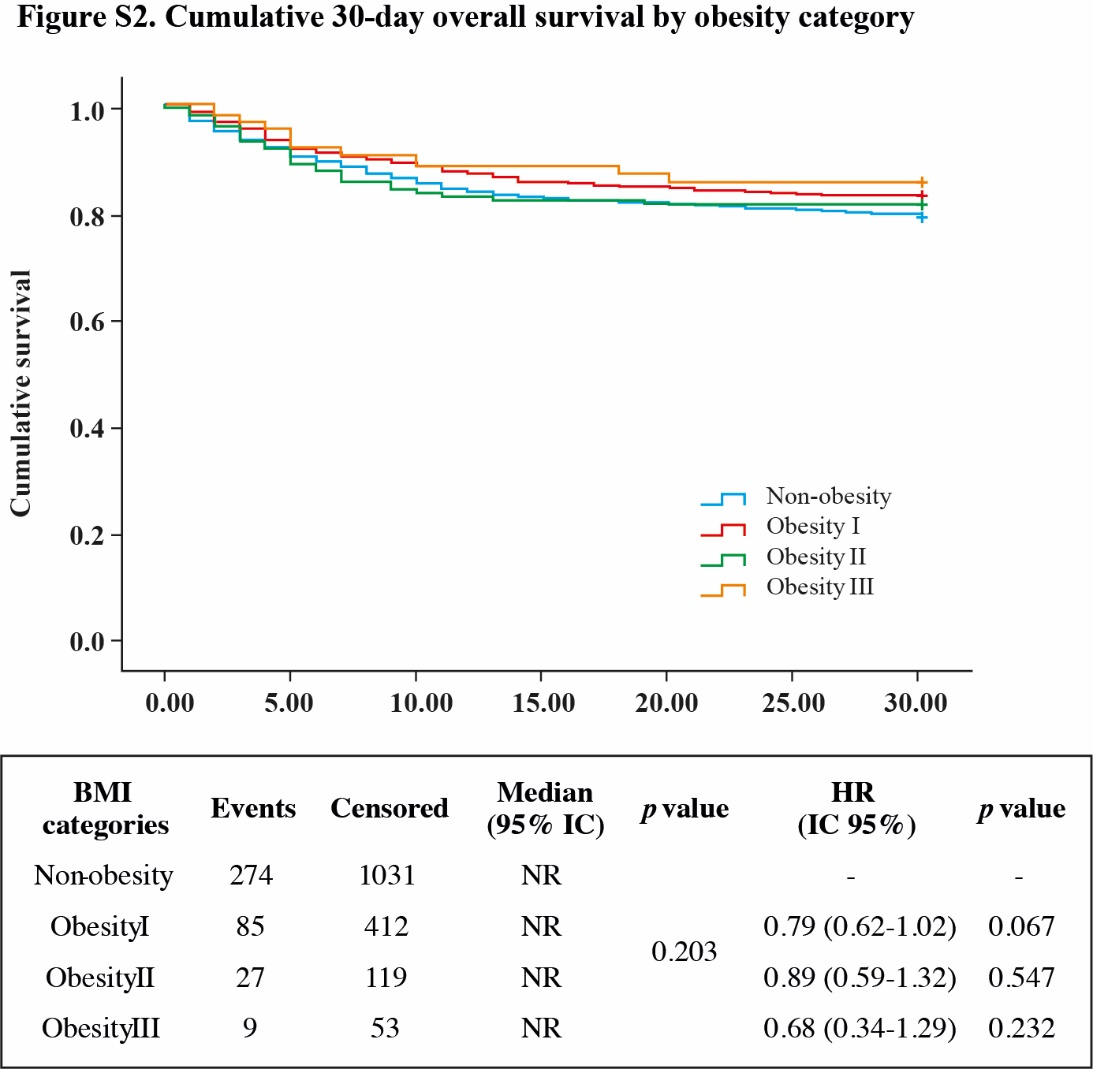 Figure S2. Cumulative 30-day overall survival by obesity category
Cumulative survival
1.0
0.8
0.6
0.4
0.2
0.0
Non-obesity
Obesity I
Obesity II
Obesity III
0.00 5.00 10.00 15.00 20.00 25.00 30.00
BMI categories Events Censored Median (95% IC) p value HR (IC 95%) p value
Non-obesity 274 1031 NR - -
ObesityI 85 412 NR 0.79 (0.62-1.02) 0.067
0.203
ObesityII 27 119 NR 0.89 (0.59-1.32) 0.547
ObesityIII 9 53 NR 0.68 (0.34-1.29) 0.232